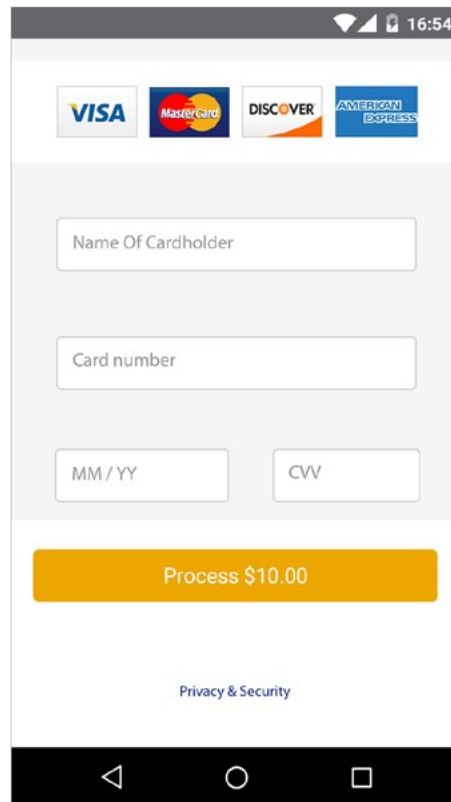 16:54
VISA MasterCard DISCOVER AMERICAN
EXPRESS
Name Of Cardholder
Card number
MM / YY CVV
Process $10.00
Privacy & Security